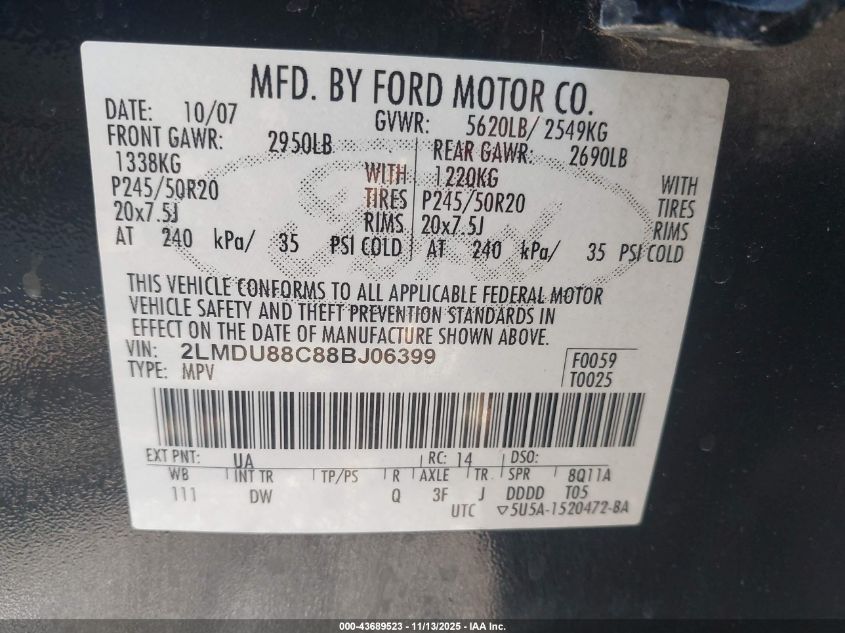 MFD. BY FORD MOTOR CO.
DATE: 10/07 GVWR: 5620LB/ 2549KG
FRONT GAWR: 2950LB REAR GAWR: 2690LB
1338KG WITH 1220KG WITH
P245/50R20 TIRES P245/50R20 TIRES
20x7.5J RIMS 20x7.5J RIMS
AT 240 kPa/ 35 PSI COLD AT 240 kPa/ 35 PSI COLD
THIS VEHICLE CONFORMS TO ALL APPLICABLE FEDERAL MOTOR
VEHICLE SAFETY AND THEFT PREVENTION STANDARDS IN
EFFECT ON THE DATE OF MANUFACTURE SHOWN ABOVE.
VIN: 2LMDU88C88BJ06399 F0059
TYPE: MPV T0025
EXT PNT: UA RC: 14 DSO:
WB INT TR TP/PS R AXLE TR SPR 8Q11A
111 DW Q 3F J DDDD T05
UTC ▽5U5A-1520472-BA
000-43689523 - 11/13/2025 - IAA Inc.